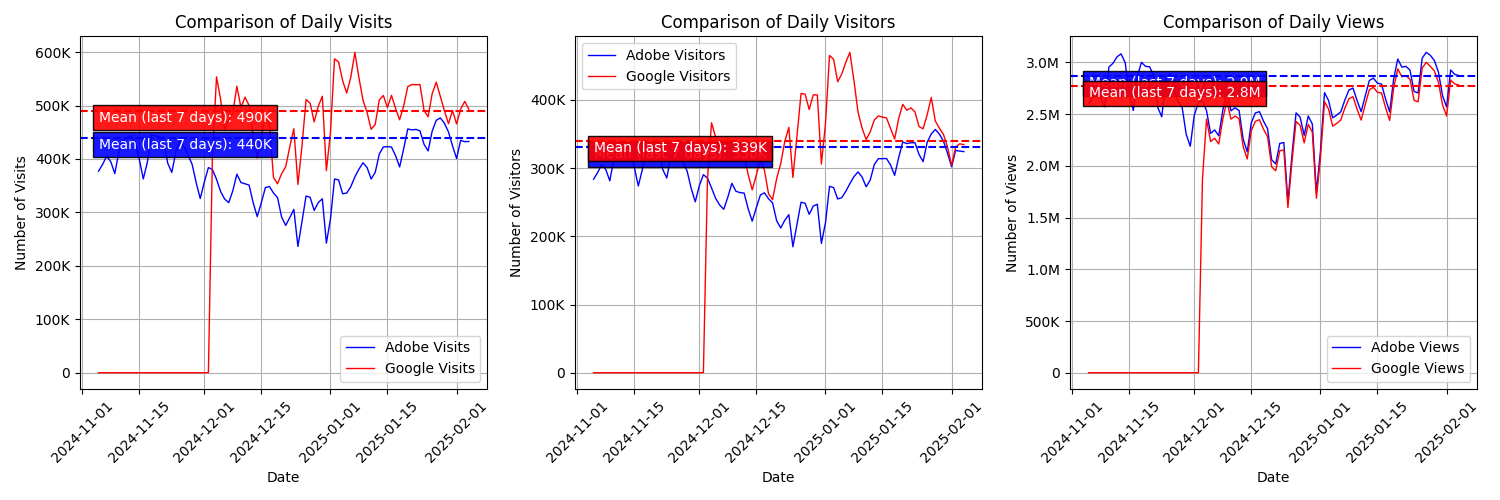 Comparison of Daily Visits
600K
500K
400K
300K
200K
100K
0
Number of Visits
Mean (last 7 days): 490K
Mean (last 7 days): 440K
Adobe Visits
Google Visits
2024-11-01
2024-11-15
2024-12-01
2024-12-15
2025-01-01
2025-01-15
2025-02-01
Date
Comparison of Daily Visitors
Adobe Visitors
Google Visitors
400K
300K
200K
100K
0
Number of Visitors
Mean (last 7 days): 339K
2024-11-01
2024-11-15
2024-12-01
2024-12-15
2025-01-01
2025-01-15
2025-02-01
Date
Comparison of Daily Views
3.0M
2.5M
2.0M
1.5M
1.0M
500K
0
Number of Views
Mean (last 7 days): 2.9M
Mean (last 7 days): 2.8M
Adobe Views
Google Views
2024-11-01
2024-11-15
2024-12-01
2024-12-15
2025-01-01
2025-01-15
2025-02-01
Date